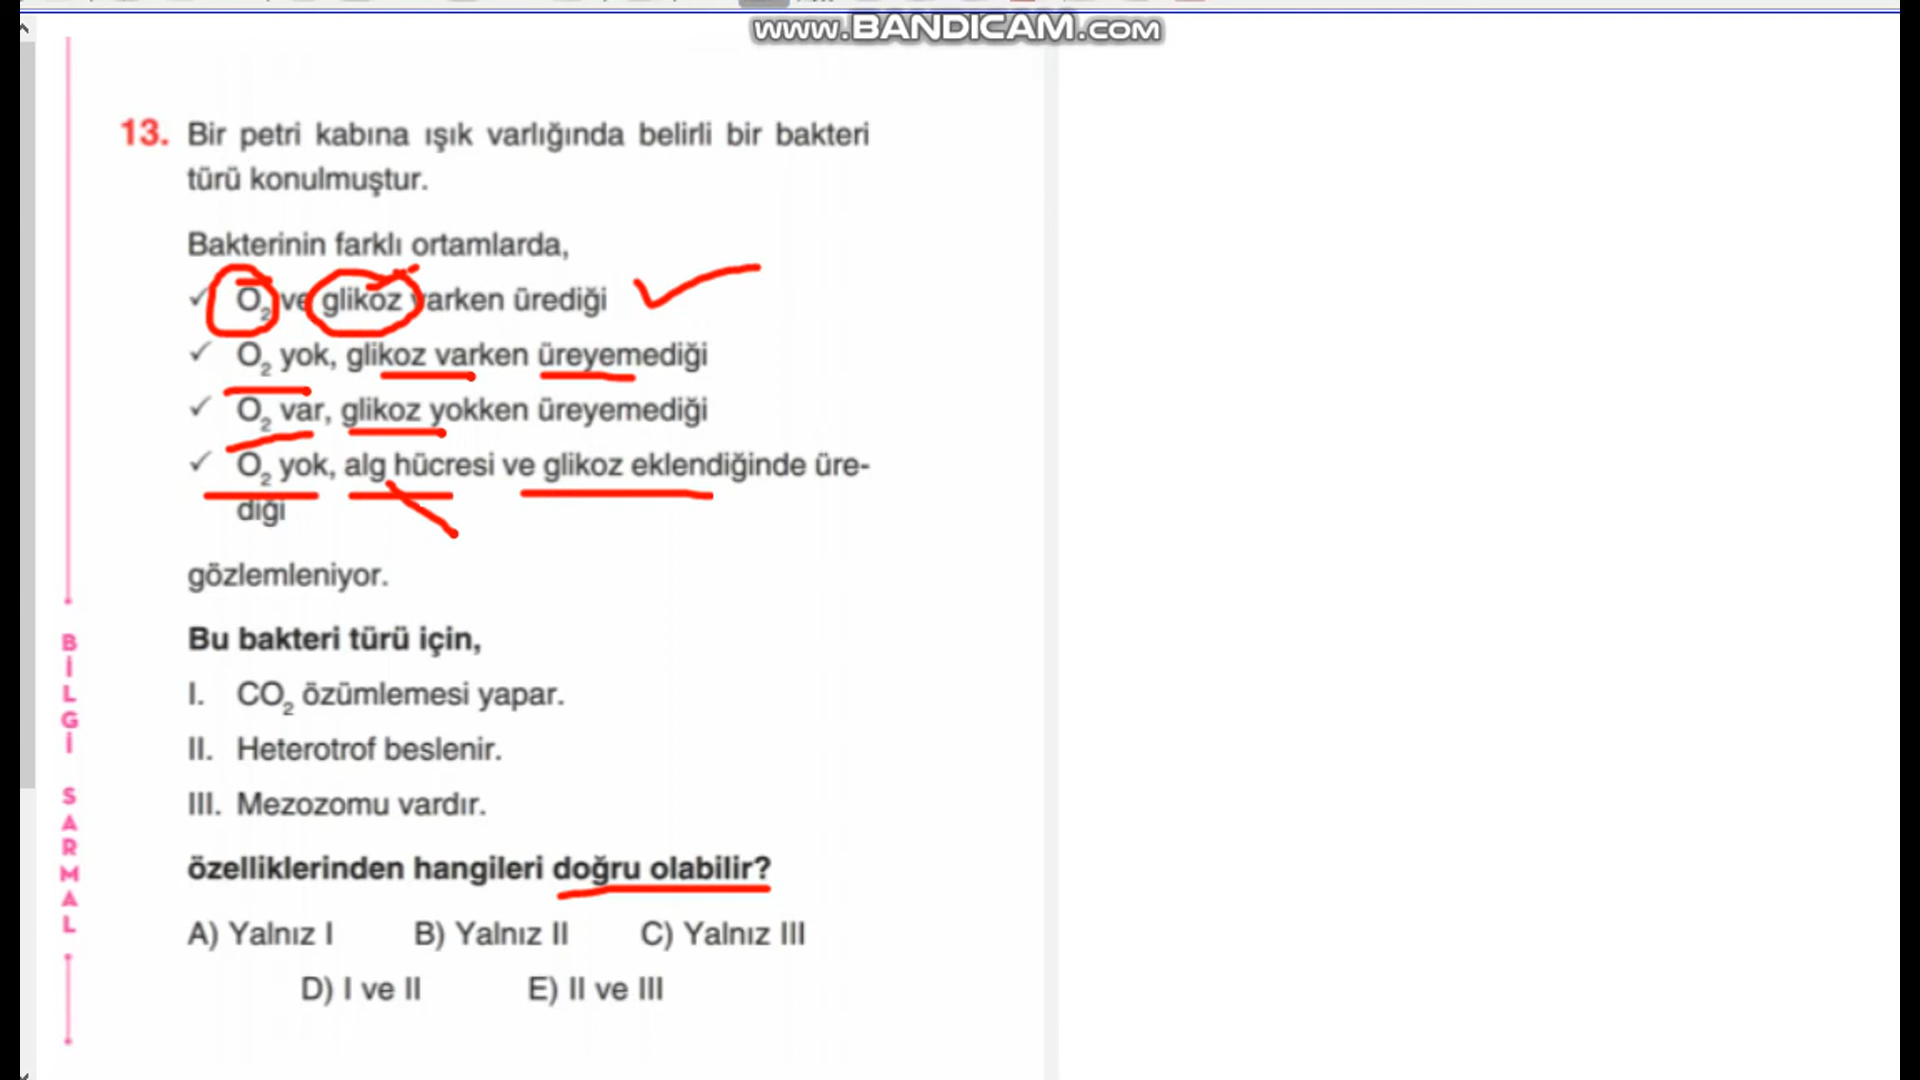 www.BANDICAM.com
13. Bir petri kabına ışık varlığında belirli bir bakteri
türü konulmuştur.
Bakterinin farklı ortamlarda,
✓ O₂ ve glikoz varken ürediği
✓ O₂ yok, glikoz varken üreyemediği
✓ O₂ var, glikoz yokken üreyemediği
✓ O₂ yok, alg hücresi ve glikoz eklendiğinde üre-
diği
gözlemleniyor.
Bu bakteri türü için,
I. CO₂ özümlemesi yapar.
II. Heterotrof beslenir.
III. Mezozomu vardır.
özelliklerinden hangileri doğru olabilir?
A) Yalnız I B) Yalnız II C) Yalnız III
D) I ve II E) II ve III
BİLGİ SARMAL